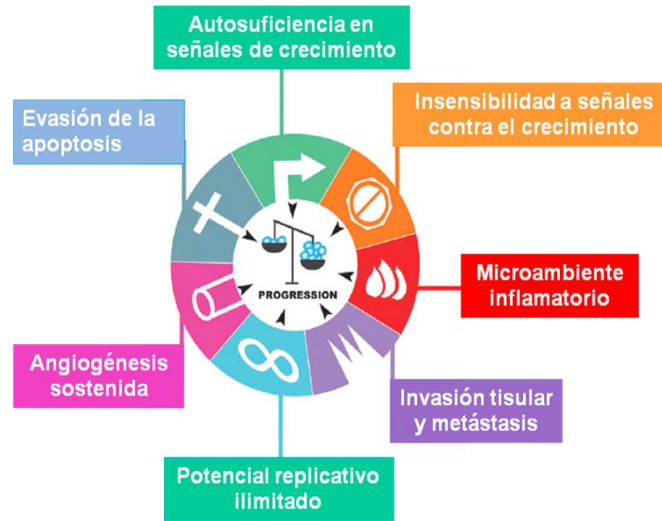 Autosuficiencia en
señales de crecimiento
Insensibilidad a señales
contra el crecimiento
Evasión de la
apoptosis
PROGRESSION
Microambiente
inflamatorio
Angiogénesis
sostenida
Invasión tisular
y metástasis
Potencial replicativo
ilimitado